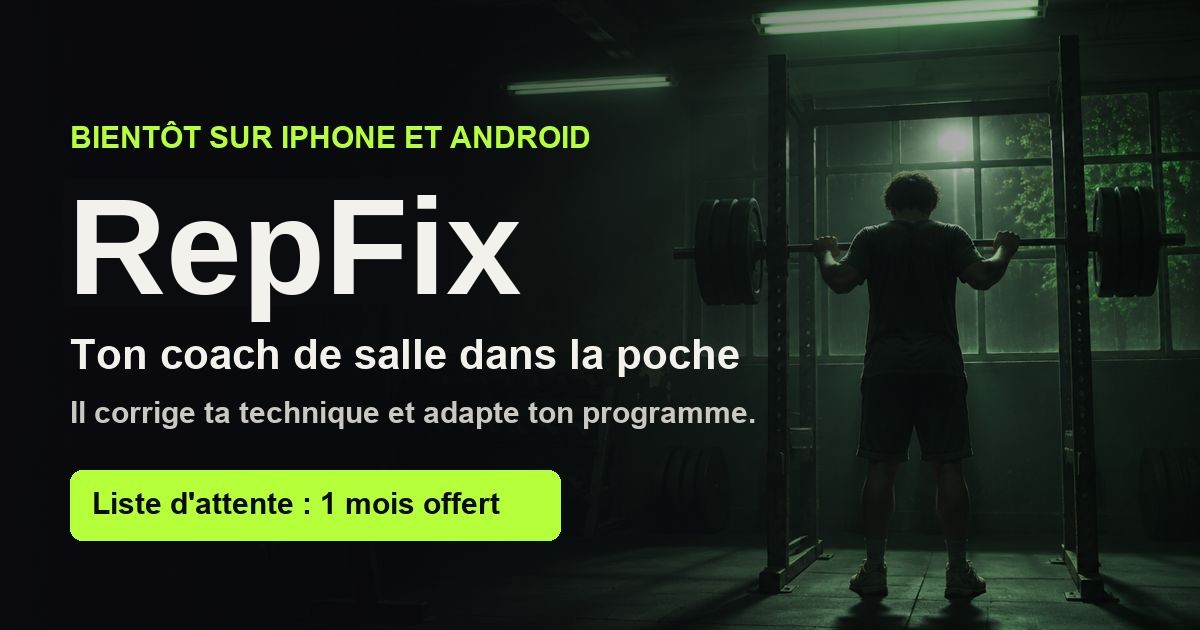 BIENTÔT SUR IPHONE ET ANDROID
RepFix
Ton coach de salle dans la poche
Il corrige ta technique et adapte ton programme.
Liste d'attente : 1 mois offert